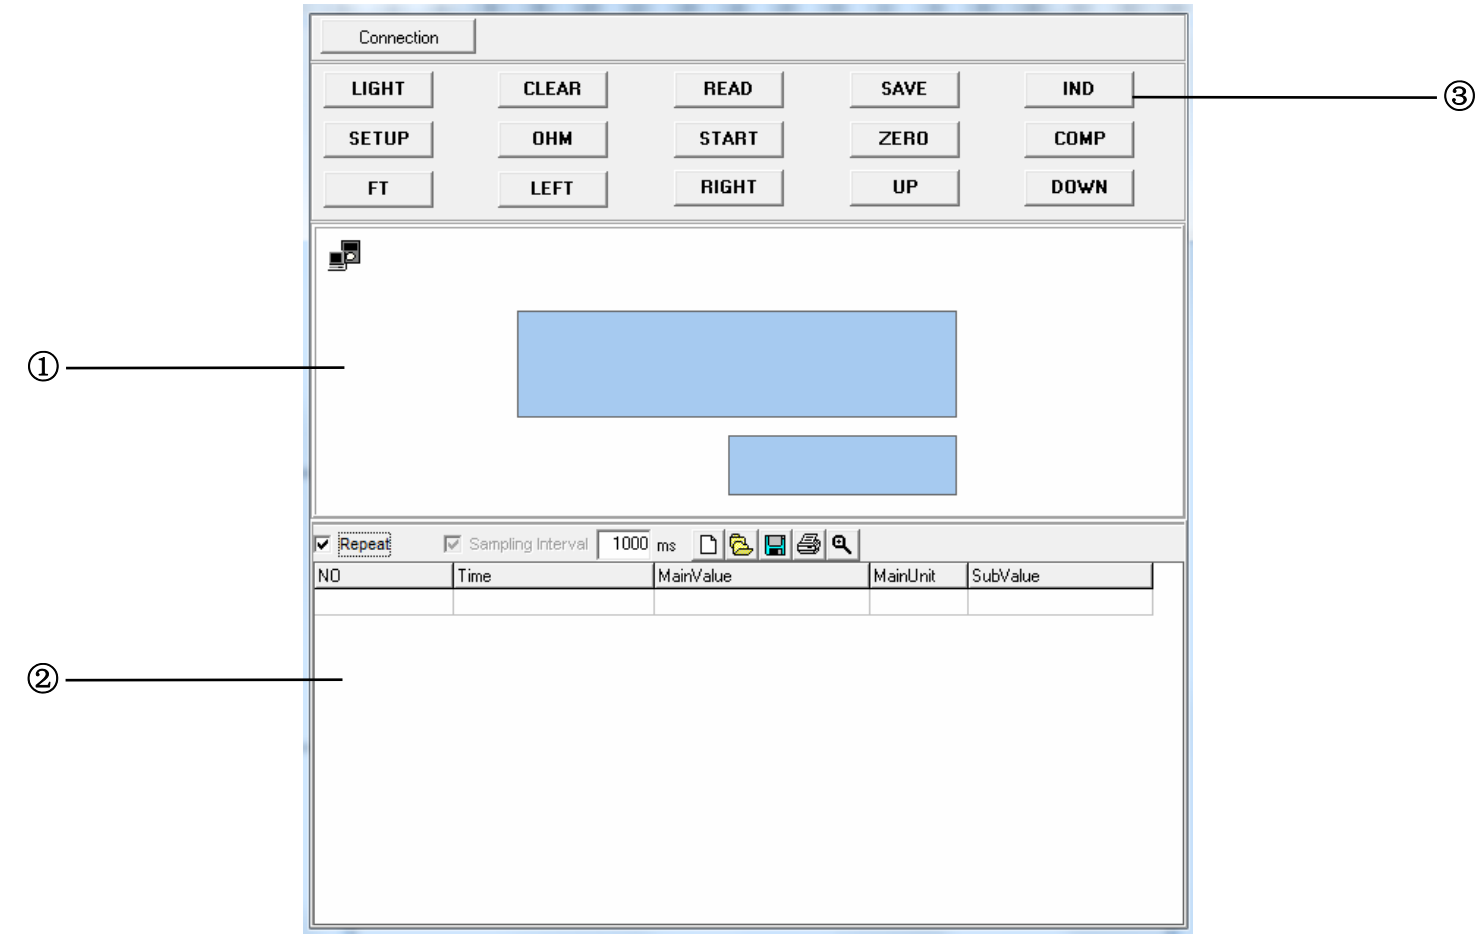 Connection
LIGHT CLEAR READ SAVE IND ③
SETUP OHM START ZERO COMP
FT LEFT RIGHT UP DOWN
①
Repeat Sampling Interval 1000 ms
NO Time MainValue MainUnit SubValue
②